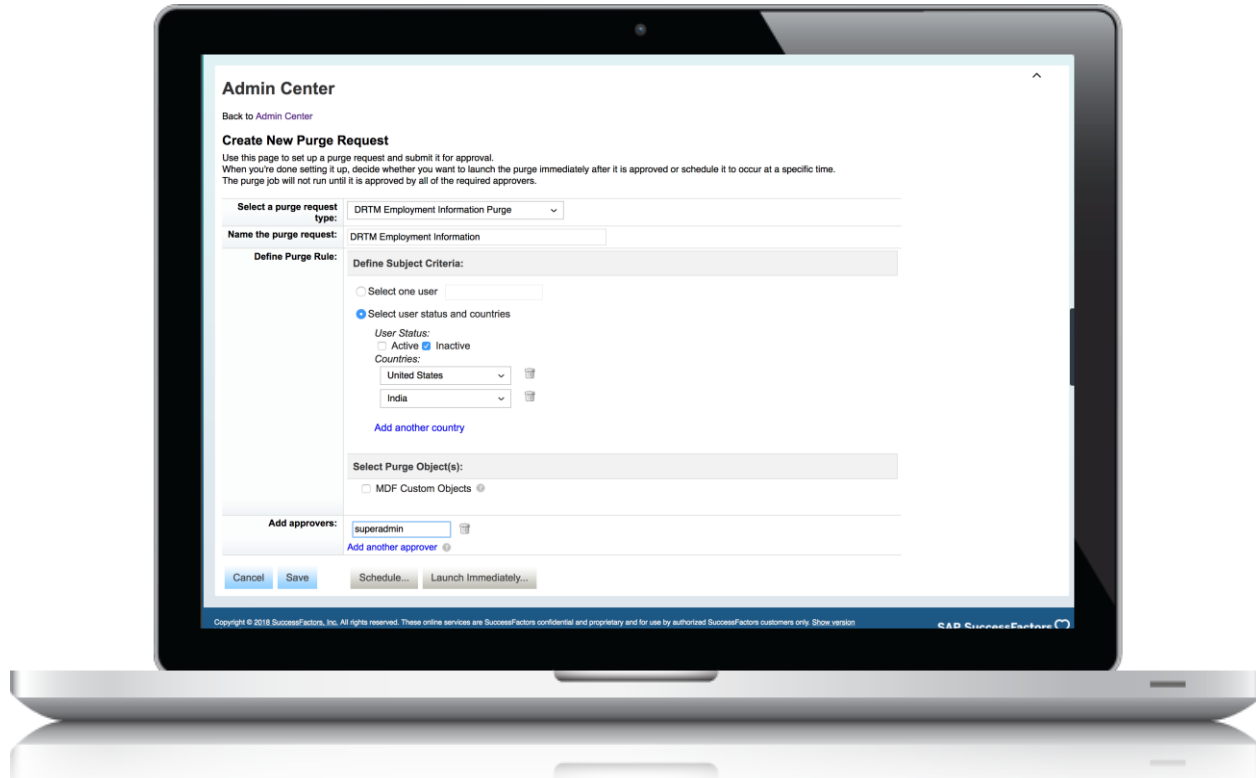 Admin Center
Back to Admin Center
Create New Purge Request
Use this page to set up a purge request and submit it for approval.
When you're done setting it up, decide whether you want to launch the purge immediately after it is approved or schedule it to occur at a specific time.
The purge job will not run until it is approved by all of the required approvers.
Select a purge request type: DRTM Employment Information Purge
Name the purge request: DRTM Employment Information
Define Purge Rule: Define Subject Criteria:
Select one user
Select user status and countries
User Status:
Active Inactive
Countries:
United States
India
Add another country
Select Purge Object(s):
MDF Custom Objects
Add approvers: superadmin
Add another approver
Cancel Save Schedule... Launch Immediately...
Copyright © 2018 SuccessFactors, Inc. All rights reserved. These online services are SuccessFactors confidential and proprietary and for use by authorized SuccessFactors customers only. Show version
SAP SuccessFactors